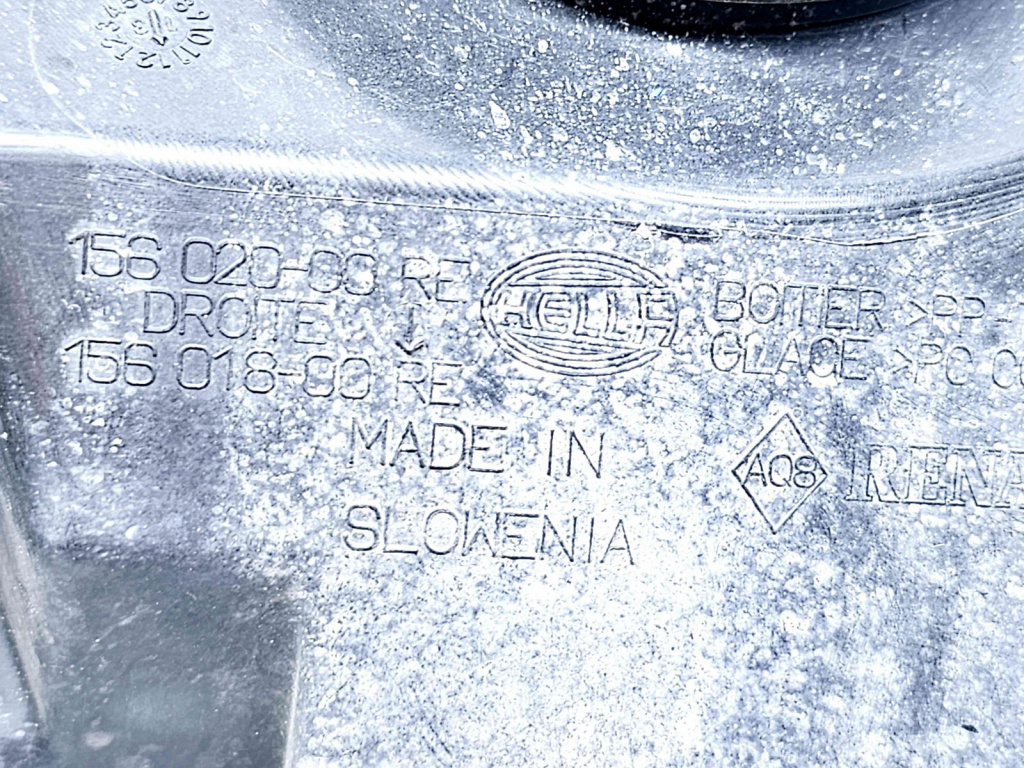 156 020-00 RE
DROITE
156 018-00 RE
HELLA
BOITIER >PP-
GLACE >PC
MADE IN
SLOWENIA
AQ8
RENA